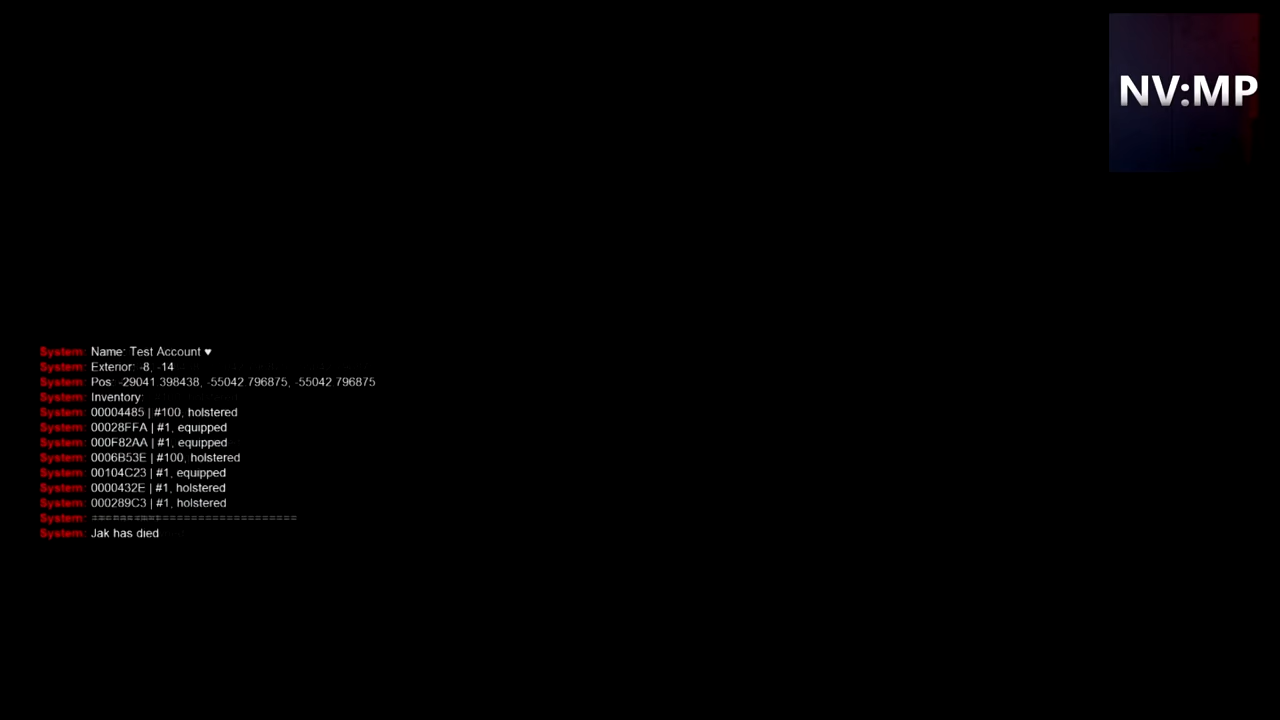 NV:MP
System: Name: Test Account ♥
System: Exterior: -8, -14
System: Pos: -29041.398438, -55042.796875, -55042.796875
System: Inventory:
System: 00004485 | #100, holstered
System: 00028FFA | #1, equipped
System: 000F82AA | #1, equipped
System: 0006B53E | #100, holstered
System: 00104C23 | #1, equipped
System: 0000432E | #1, holstered
System: 000289C3 | #1, holstered
System: =============================
System: Jak has died